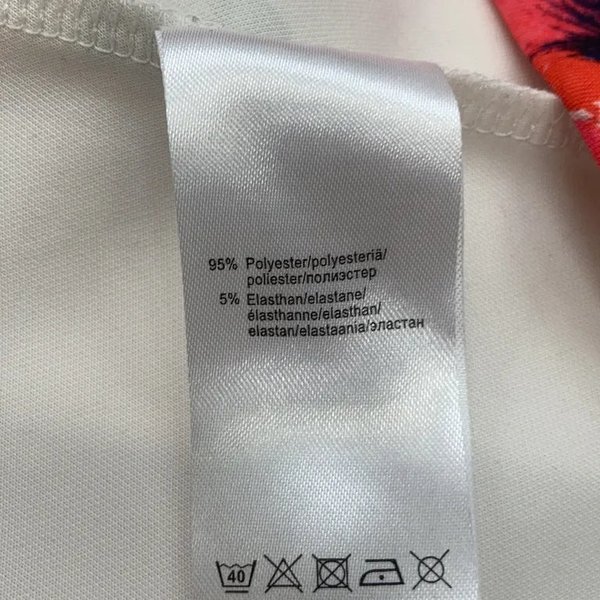 95% Polyester/polyesteriä/
poliester/полиэстер
5% Elasthan/elastane/
élasthanne/elasthan/
elastan/elastaania/эластан
40